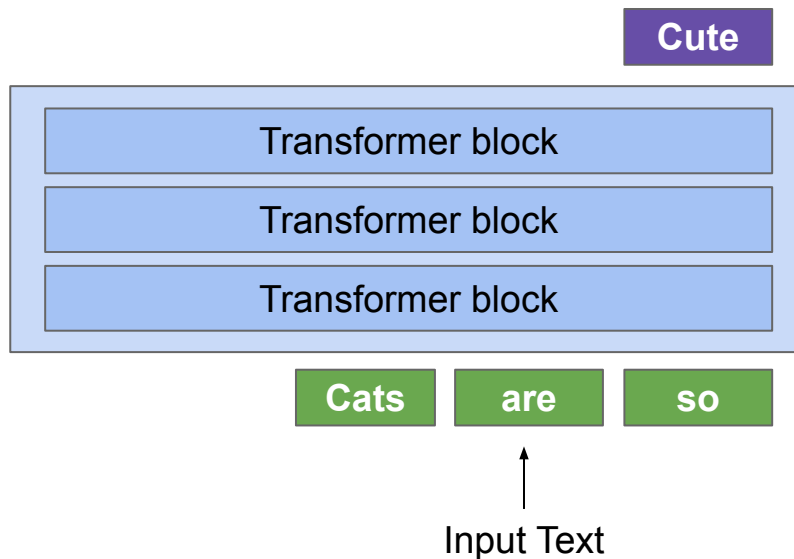 Cute
Transformer block
Transformer block
Transformer block
Cats are so
Input Text